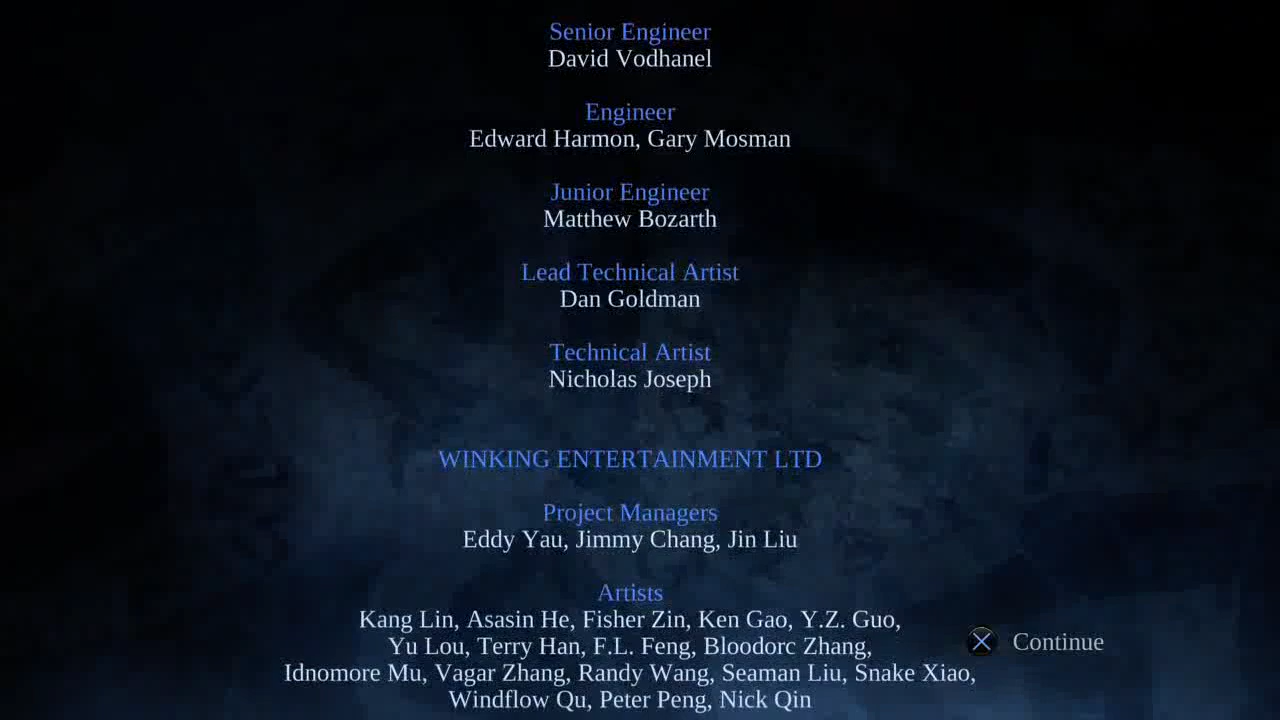 Senior Engineer
David Vodhanel
Engineer
Edward Harmon, Gary Mosman
Junior Engineer
Matthew Bozarth
Lead Technical Artist
Dan Goldman
Technical Artist
Nicholas Joseph
WINKING ENTERTAINMENT LTD
Project Managers
Eddy Yau, Jimmy Chang, Jin Liu
Artists
Kang Lin, Asasin He, Fisher Zin, Ken Gao, Y.Z. Guo,
Yu Lou, Terry Han, F.L. Feng, Bloodorc Zhang,
Continue
Idnomore Mu, Vagar Zhang, Randy Wang, Seaman Liu, Snake Xiao,
Windflow Qu, Peter Peng, Nick Qin